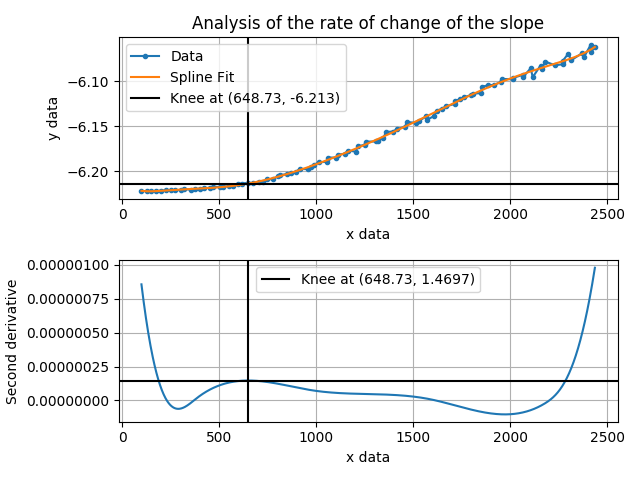 Analysis of the rate of change of the slope
Data
Spline Fit
Knee at (648.73, -6.213)
−6.10
−6.15
−6.20
y data
0 500 1000 1500 2000 2500
x data
Knee at (648.73, 1.4697)
0.00000100
0.00000075
0.00000050
0.00000025
0.00000000
Second derivative
0 500 1000 1500 2000 2500
x data